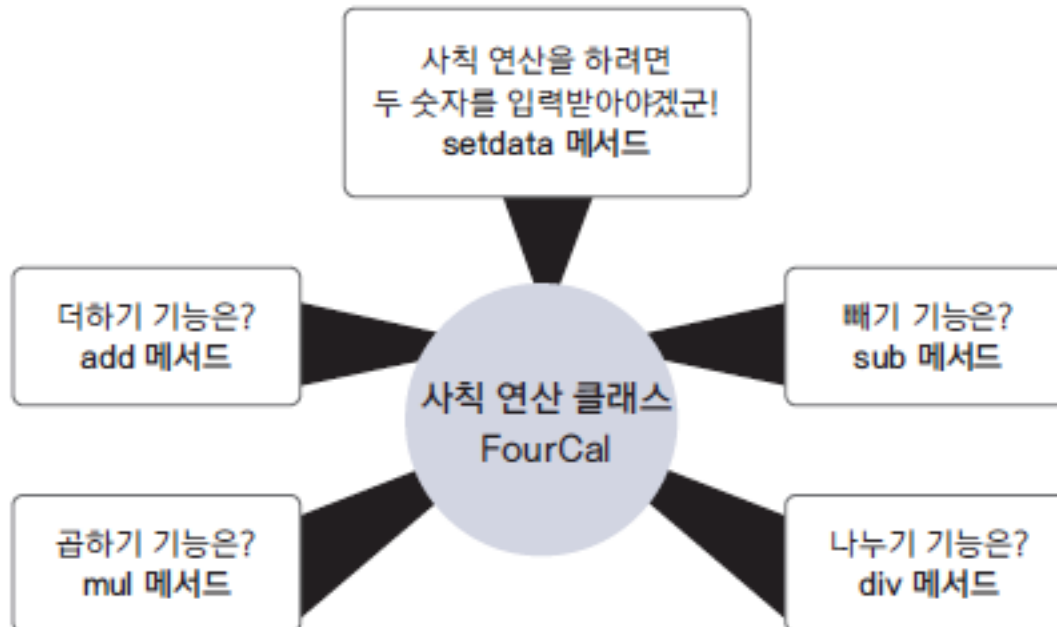 사칙 연산을 하려면
두 숫자를 입력받아야겠군!
setdata 메서드
더하기 기능은?
add 메서드
빼기 기능은?
sub 메서드
사칙 연산 클래스
FourCal
곱하기 기능은?
mul 메서드
나누기 기능은?
div 메서드